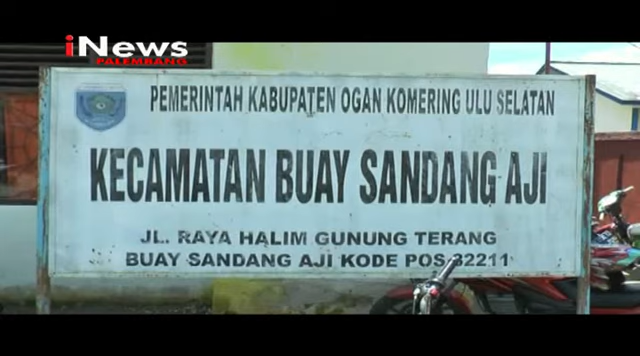 iNews
PALEMBANG
PEMERINTAH KABUPATEN OGAN KOMERING ULU SELATAN
KECAMATAN BUAY SANDANG AJI
JL. RAYA HALIM GUNUNG TERANG
BUAY SANDANG AJI KODE POS 32211